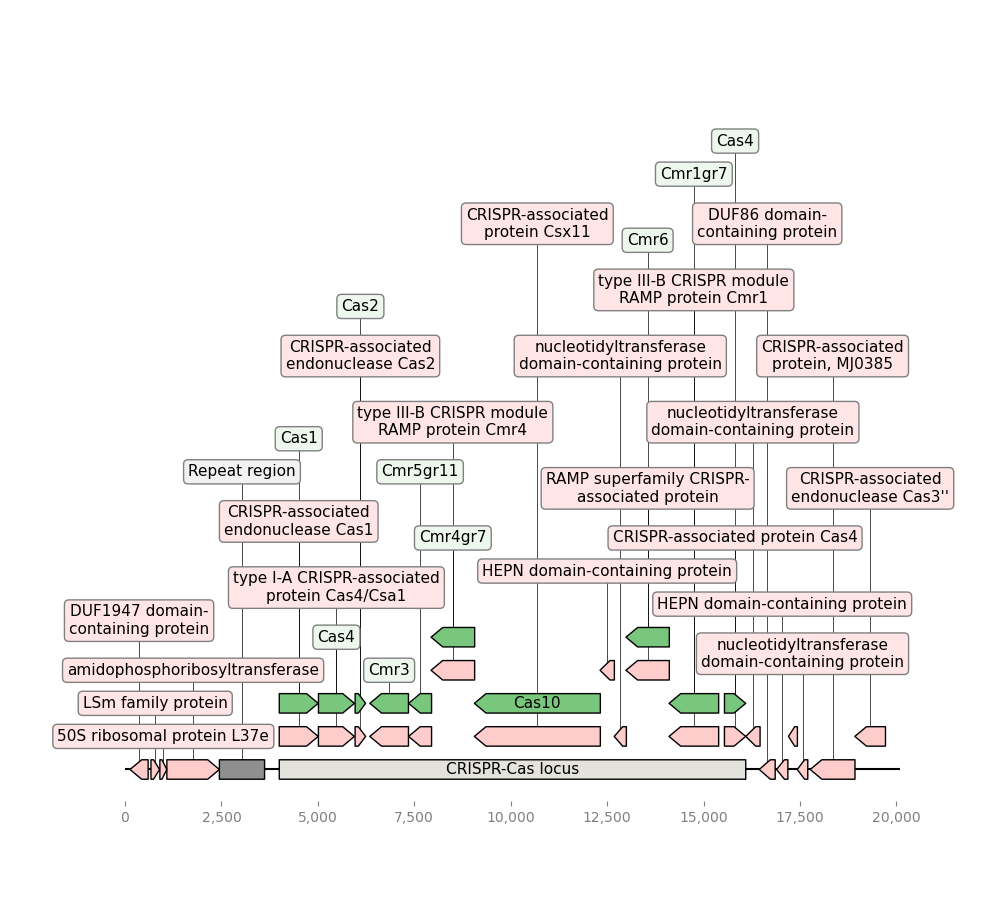 Cas4
Cmr1gr7
CRISPR-associated
protein Csx11
DUF86 domain-
containing protein
Cmr6
type III-B CRISPR module
RAMP protein Cmr1
Cas2
CRISPR-associated
endonuclease Cas2
nucleotidyltransferase
domain-containing protein
CRISPR-associated
protein, MJ0385
type III-B CRISPR module
RAMP protein Cmr4
nucleotidyltransferase
domain-containing protein
Cas1
Repeat region
Cmr5gr11
RAMP superfamily CRISPR-
associated protein
CRISPR-associated
endonuclease Cas3''
CRISPR-associated
endonuclease Cas1
Cmr4gr7
CRISPR-associated protein Cas4
HEPN domain-containing protein
type I-A CRISPR-associated
protein Cas4/Csa1
HEPN domain-containing protein
DUF1947 domain-
containing protein
Cas4
nucleotidyltransferase
domain-containing protein
amidophosphoribosyltransferase
Cmr3
LSm family protein
Cas10
50S ribosomal protein L37e
CRISPR-Cas locus
0 2,500 5,000 7,500 10,000 12,500 15,000 17,500 20,000